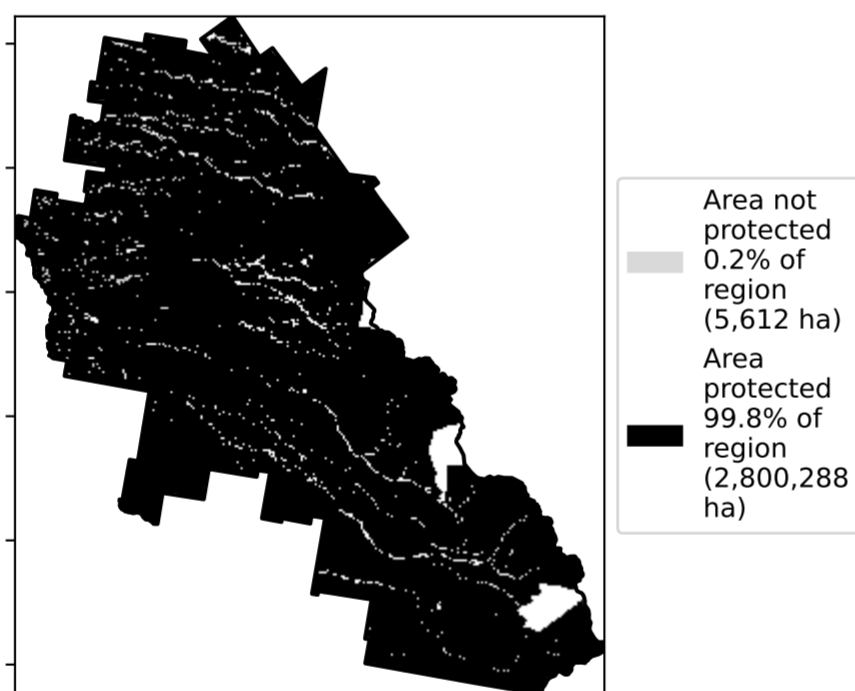 Area not
protected
0.2% of
region
(5,612 ha)
Area
protected
99.8% of
region
(2,800,288
ha)